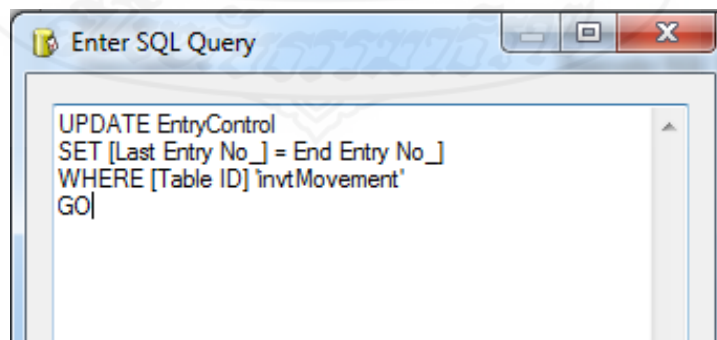 Enter SQL Query
UPDATE EntryControl
SET [Last Entry No_] = End Entry No_]
WHERE [Table ID] 'invtMovement'
GO